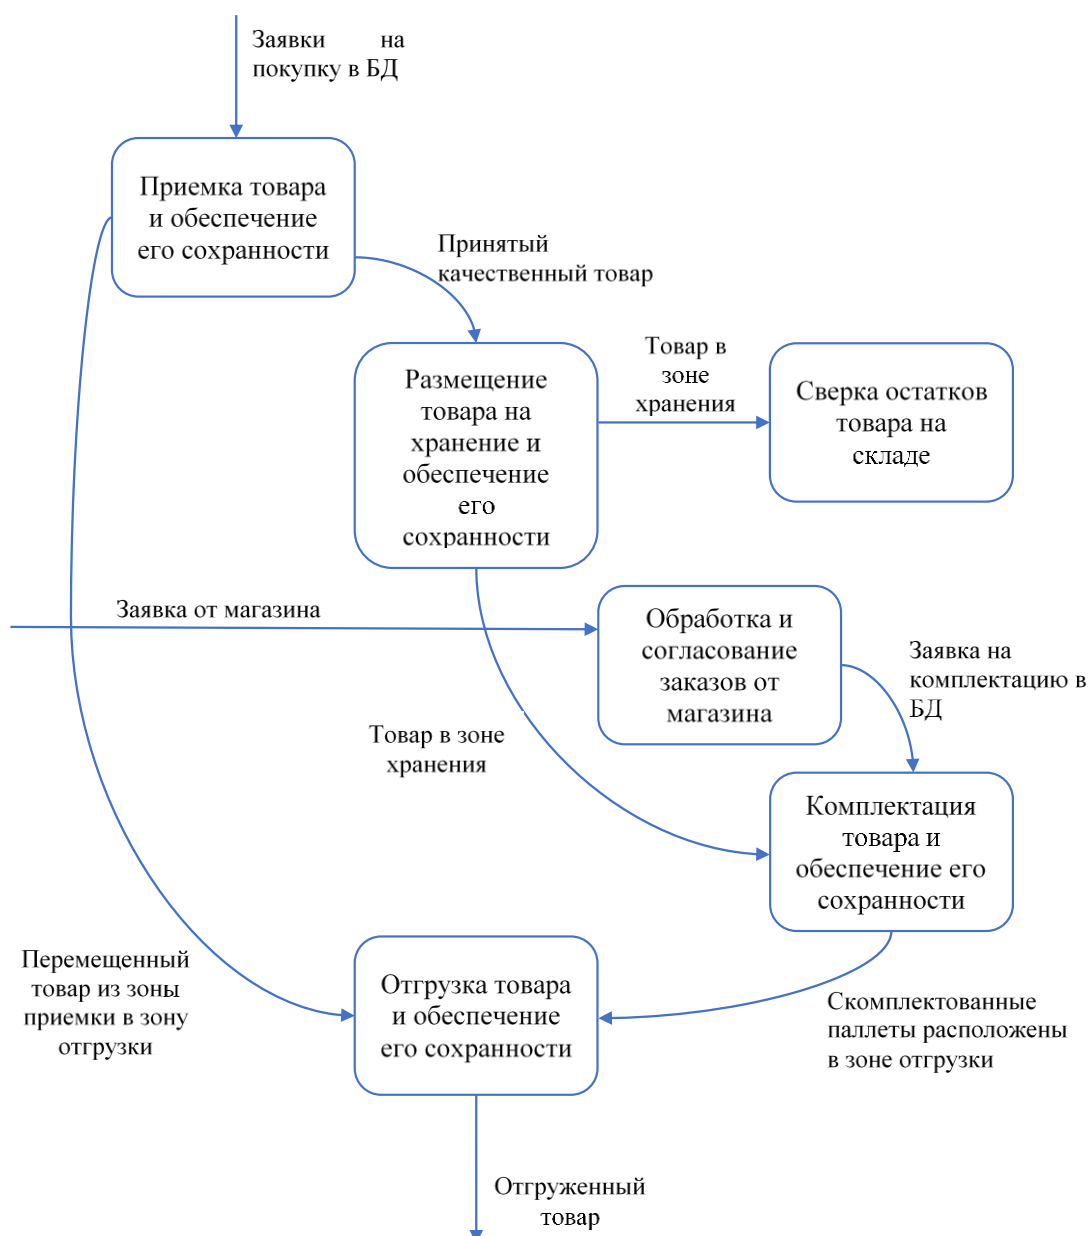 Заявки на
покупку в БД
Приемка товара
и обеспечение
его сохранности
Принятый
качественный товар
Размещение
товара на
хранение и
обеспечение
его
сохранности
Товар в
зоне
хранения
Сверка остатков
товара на
складе
Заявка от магазина
Обработка и
согласование
заказов от
магазина
Заявка на
комплектацию в
БД
Товар в зоне
хранения
Комплектация
товара и
обеспечение его
сохранности
Перемещенный
товар из зоны
приемки в зону
отгрузки
Отгрузка товара
и обеспечение
его сохранности
Скомплектованные
паллеты расположены
в зоне отгрузки
Отгруженный
товар